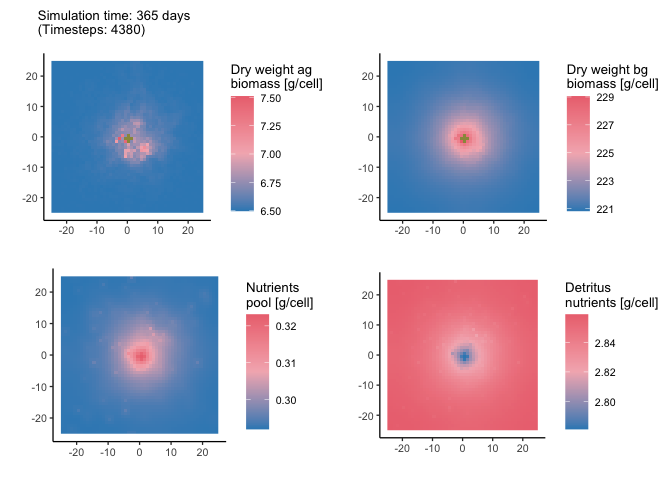 Simulation time: 365 days
(Timesteps: 4380)
Dry weight ag
biomass [g/cell]
20
10
0
-10
-20
-20 -10 0 10 20
7.50
7.25
7.00
6.75
6.50
Dry weight bg
biomass [g/cell]
20
10
0
-10
-20
-20 -10 0 10 20
229
227
225
223
221
Nutrients
pool [g/cell]
20
10
0
-10
-20
-20 -10 0 10 20
0.32
0.31
0.30
Detritus
nutrients [g/cell]
20
10
0
-10
-20
-20 -10 0 10 20
2.84
2.82
2.80